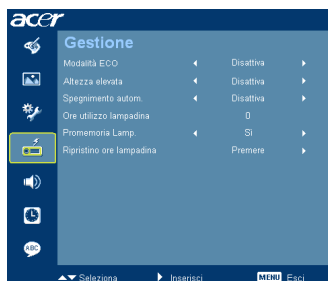 acer
Gestione
Modalità ECO Disattiva
Altezza elevata Disattiva
Spegnimento autom. Disattiva
Ore utilizzo lampadina 0
Promemoria Lamp. Sì
Ripristino ore lampadina Premere
ABC
Seleziona Inserisci MENU Esci